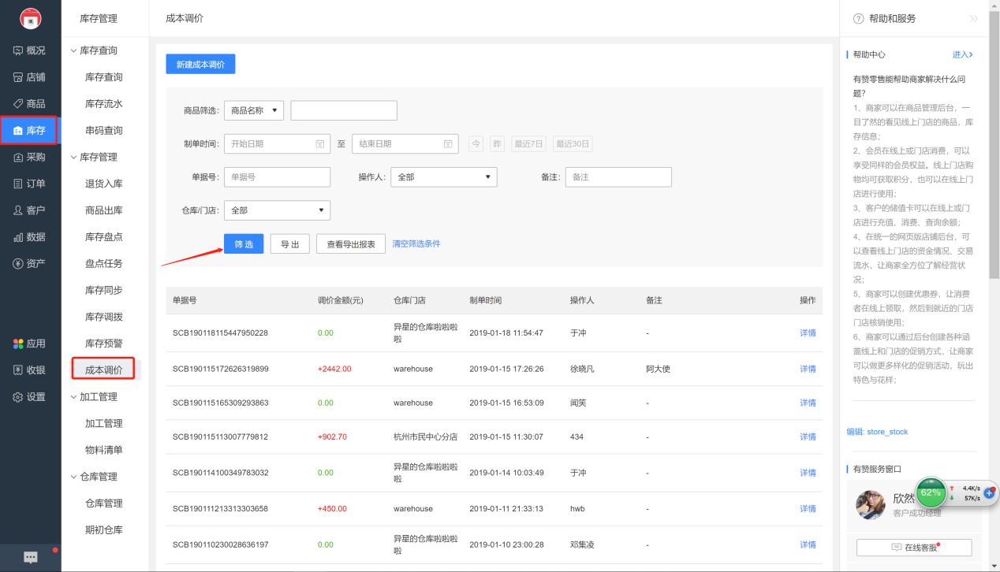 概况
店铺
商品
库存
采购
订单
客户
数据
资产
应用
收银
设置
库存管理
库存查询
库存查询
库存流水
串码查询
库存管理
退货入库
商品出库
库存盘点
盘点任务
库存同步
库存调拨
库存预警
成本调价
加工管理
加工管理
物料清单
仓库管理
仓库管理
期初仓库
成本调价
新建成本调价
商品筛选: 商品名称
制单时间: 开始日期 至 结束日期 今 昨 最近7日 最近30日
单据号: 单据号 操作人: 全部 备注: 备注
仓库/门店: 全部
筛选 导出 查看导出报表 清空筛选条件
单据号 调价金额(元) 仓库门店 制单时间 操作人 备注 操作
SCB190118115447950228 0.00 异星的仓库啦啦啦 2019-01-18 11:54:47 于冲 - 详情
啦
SCB190115172626319899 +2442.00 warehouse 2019-01-15 17:26:26 徐晓凡 阿大使 详情
SCB190115165309293863 0.00 warehouse 2019-01-15 16:53:09 闻笑 - 详情
SCB190115113007779812 +902.70 杭州市民中心分店 2019-01-15 11:30:07 434 - 详情
SCB190114100349783032 0.00 异星的仓库啦啦啦 2019-01-14 10:03:49 于冲 - 详情
啦
SCB190111213313303658 +450.00 warehouse 2019-01-11 21:33:13 hwb - 详情
SCB190110230028636197 0.00 异星的仓库啦啦啦 2019-01-10 23:00:28 邓集凌 - 详情
啦
帮助和服务
帮助中心 进入
有赞零售能帮助商家解决什么问
题?
1、商家可以在商品管理后台，一
目了然的看见线上门店的商品，库
存信息；
2、会员在线上或门店消费，可以
享受同样的会员权益。线上门店购
物均可获取积分，也可以在线上门
店进行使用；
3、客户的储值卡可以在线上或门
店进行充值、消费、查询余额；
4、在统一的网页版店铺后台，可
以查看线上门店的资金情况、交易
流水，让商家全方位了解经营状
况；
5、商家可以创建优惠券，让消费
者在线上领取，然后到就近的门店
门店核销使用；
6、商家可以通过后台创建各种涵
盖线上和门店的促销方式，让商家
可以做更多样化的促销活动，玩出
特色与花样；
编辑: store_stock
有赞服务窗口
欣然
客户成功经理
62%
4.4K/s
57K/s
在线客服